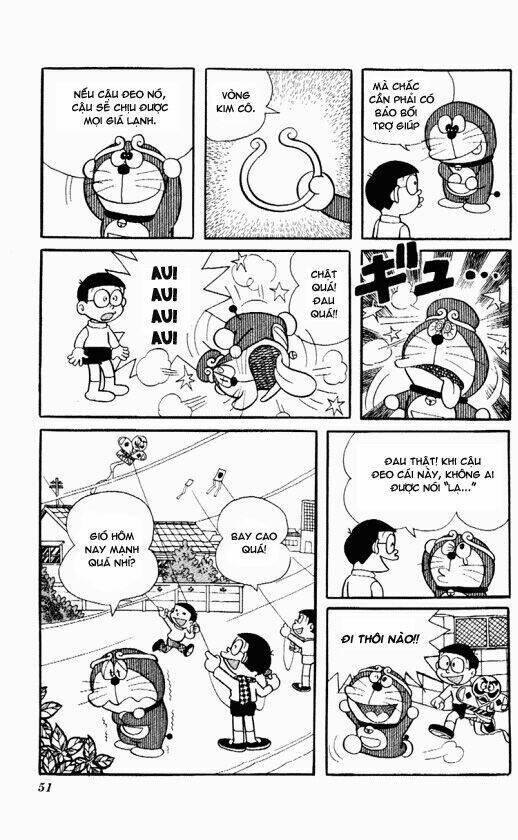 MÀ CHẮC
CẦN PHẢI CÓ
BẢO BỐI
TRỢ GIÚP
VÒNG
KIM CÔ.
NẾU CẬU ĐEO NÓ,
CẬU SẼ CHỊU ĐƯỢC
MỌI GIÁ LẠNH.
ギュ...
CHẬT
QUÁ!
ĐAU
QUÁ!!
AUI
AUI
AUI
AUI
ĐAU THẬT! KHI CẬU
ĐEO CÁI NÀY, KHÔNG AI
ĐƯỢC NÓI “LẠ...”
ĐI THÔI NÀO!!
BAY CAO
QUÁ!
GIÓ HÔM
NAY MẠNH
QUÁ NHỈ?
51